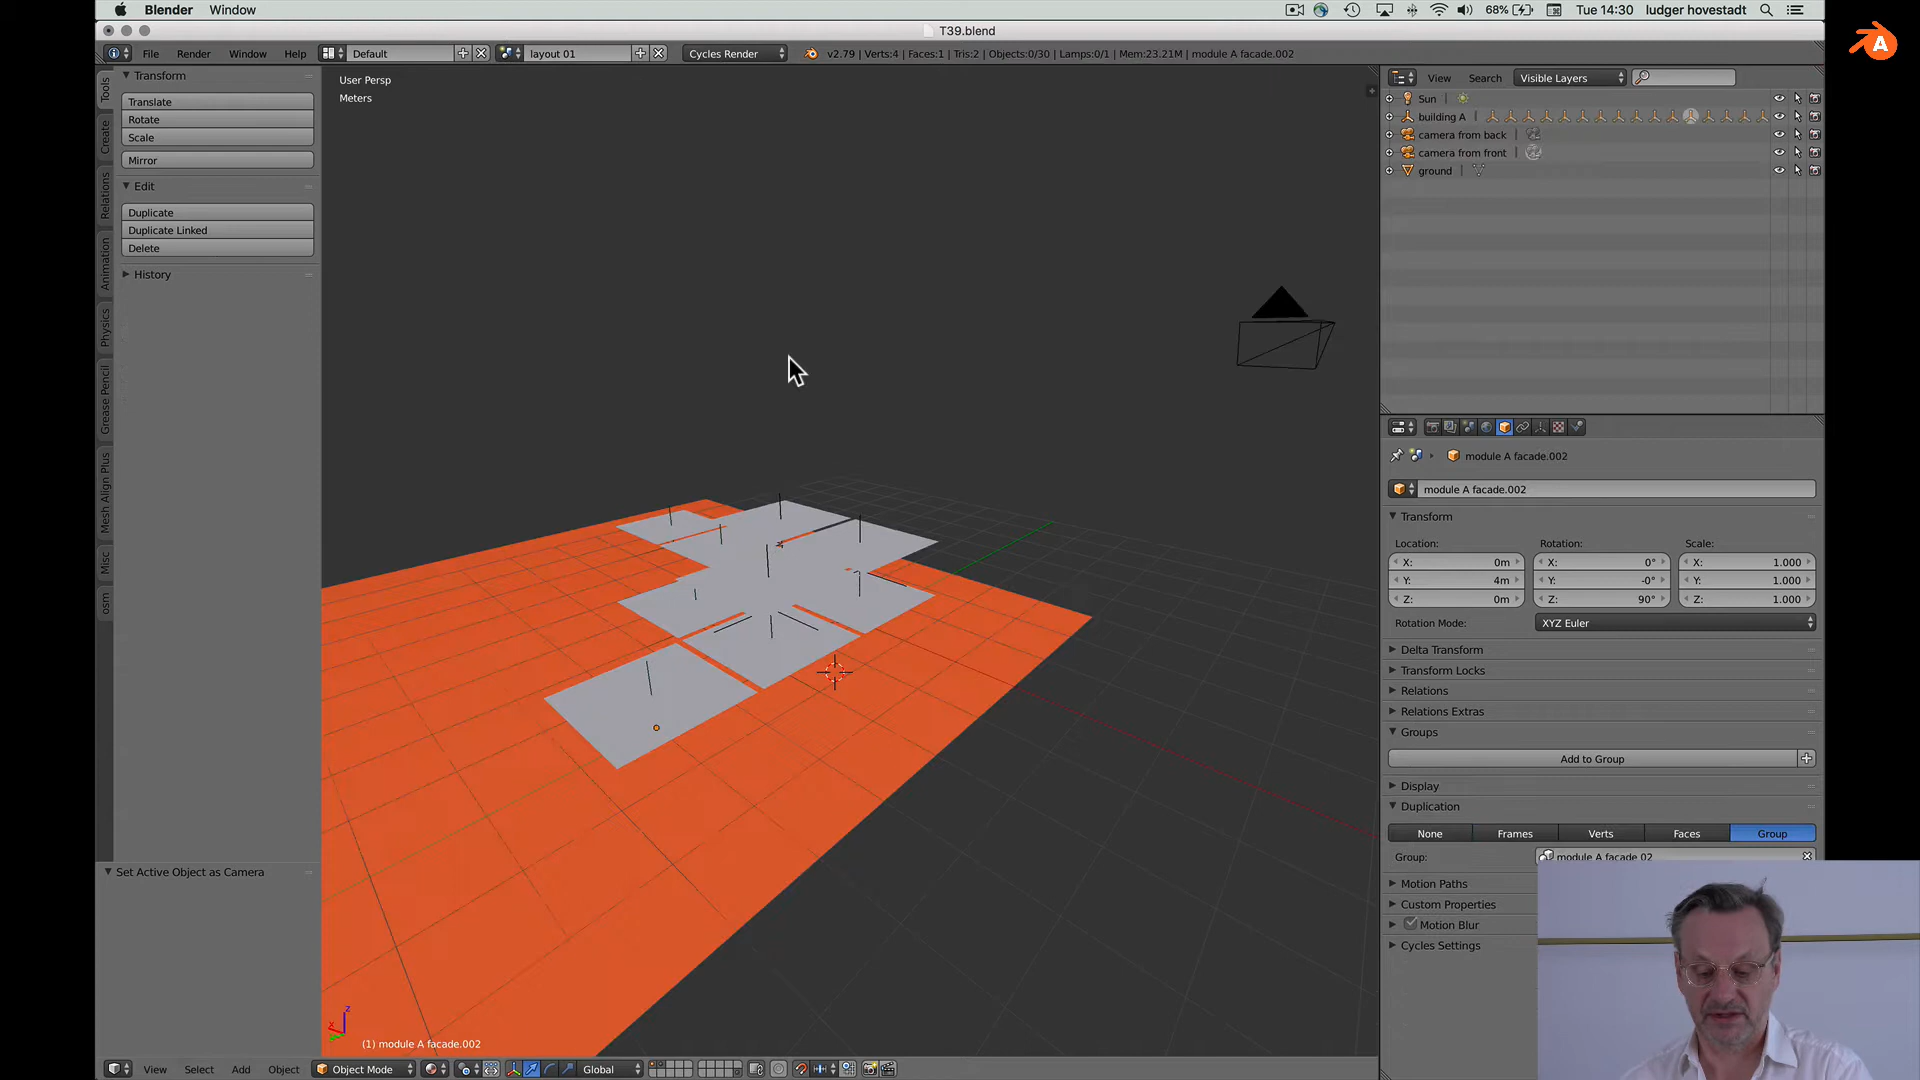 Blender Window
68% Tue 14:30 ludger hovestadt
T39.blend
File Render Window Help Default layout 01 Cycles Render v2.79 | Verts:4 | Faces:1 | Tris:2 | Objects:0/30 | Lamps:0/1 | Mem:23.21M | module A facade.002
Tools
Create
Relations
Animation
Physics
Grease Pencil
Mesh Align Plus
Misc
osm
Transform
Translate
Rotate
Scale
Mirror
Edit
Duplicate
Duplicate Linked
Delete
History
Set Active Object as Camera
User Persp
Meters
(1) module A facade.002
View Select Add Object Object Mode Global
View Search Visible Layers
Sun
building A
camera from back
camera from front
ground
module A facade.002
module A facade.002
Transform
Location: Rotation: Scale:
X: 0m X: 0° X: 1.000
Y: 4m Y: -0° Y: 1.000
Z: 0m Z: 90° Z: 1.000
Rotation Mode: XYZ Euler
Delta Transform
Transform Locks
Relations
Relations Extras
Groups
Add to Group
Display
Duplication
None Frames Verts Faces Group
Group: module A facade 02
Motion Paths
Custom Properties
Motion Blur
Cycles Settings
A
z
x